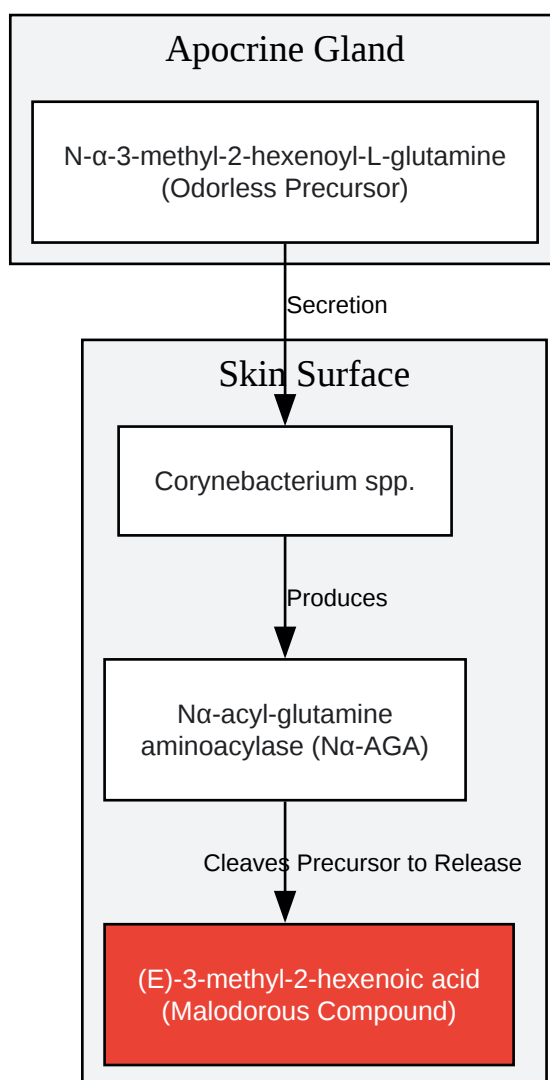 Apocrine Gland
N-α-3-methyl-2-hexenoyl-L-glutamine
(Odorless Precursor)
Secretion
Skin Surface
Corynebacterium spp.
Produces
Nα-acyl-glutamine
aminoacylase (Nα-AGA)
Cleaves Precursor to Release
(E)-3-methyl-2-hexenoic acid
(Malodorous Compound)